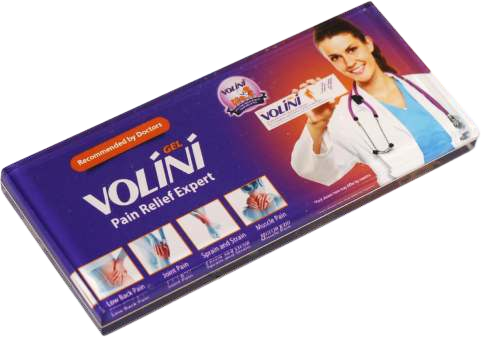 Recommended by Doctors
GEL
VOLÍNÍ
Pain Relief Expert
Low Back Pain
Joint Pain
Sprain and Strain
Muscle Pain
VOLINI
VOLINI